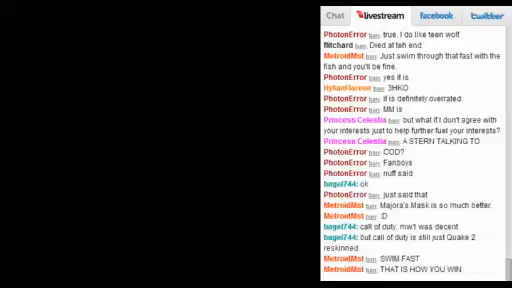 Chat livestream facebook twitter
PhotonError ban: true. I do like teen wolf
flitchard: Died at teh end
MetroidMst ban: Just swim through that fast with the
fish and you'll be fine.
PhotonError ban: yes it is
HylianHareon ban: 3HKO
PhotonError ban: it is definitely overrated
PhotonError ban: MM is
Princess Celestia ban: but what if I don't agree with
your interests just to help further fuel your interests?
Princess Celestia ban: A STERN TALKING TO
PhotonError ban: COD?
PhotonError ban: Fanboys
PhotonError ban: nuff said
bagel744: ok
PhotonError ban: just said that
MetroidMst ban: Majora's Mask is so much better.
MetroidMst ban: :D
bagel744: call of duty: mw1 was decent
bagel744: but call of duty is still just Quake 2
reskinned
MetroidMst ban: SWIM FAST
MetroidMst ban: THAT IS HOW YOU WIN